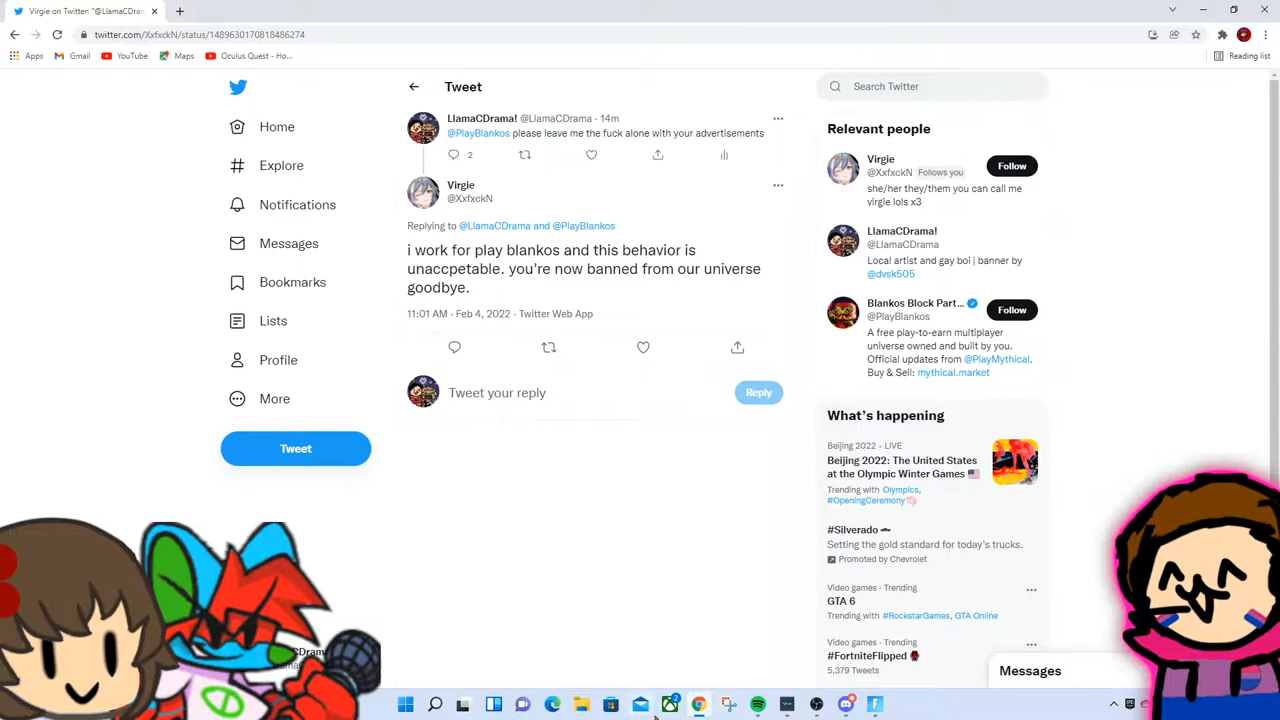 Virgie on Twitter: "@LlamaCDram
twitter.com/XxfxckN/status/1489630170818486274
Apps
Gmail
YouTube
Maps
Oculus Quest - Ho...
Reading list
Home
Explore
Notifications
Messages
Bookmarks
Lists
Profile
More
Tweet
Tweet
LlamaCDrama! @LlamaCDrama · 14m
@PlayBlankos please leave me the fuck alone with your advertisements
2
Virgie
@XxfxckN
Replying to @LlamaCDrama and @PlayBlankos
i work for play blankos and this behavior is
unaccpetable. you're now banned from our universe
goodbye.
11:01 AM · Feb 4, 2022 · Twitter Web App
Tweet your reply
Reply
Search Twitter
Relevant people
Virgie
@XxfxckN Follows you
Follow
she/her they/them you can call me
virgie lols x3
LlamaCDrama!
@LlamaCDrama
Local artist and gay boi | banner by
@dvsk505
Blankos Block Part...
@PlayBlankos
Follow
A free play-to-earn multiplayer
universe owned and built by you.
Official updates from @PlayMythical.
Buy & Sell: mythical.market
What's happening
Beijing 2022 · LIVE
Beijing 2022: The United States
at the Olympic Winter Games
Trending with Olympics,
#OpeningCeremony
#Silverado
Setting the gold standard for today's trucks.
Promoted by Chevrolet
Video games · Trending
GTA 6
Trending with #RockstarGames, GTA Online
Video games · Trending
#FortniteFlipped
5,379 Tweets
Messages
CDrama
2